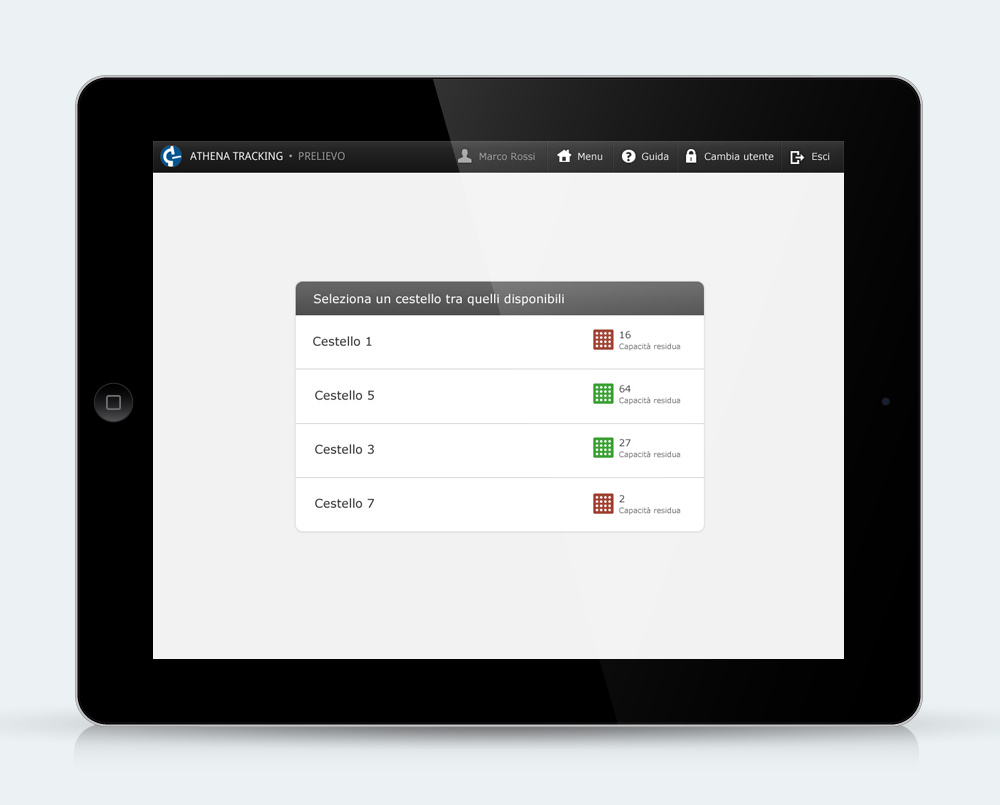 ATHENA TRACKING • PRELIEVO
Marco Rossi
Menu
Guida
Cambia utente
Esci
Seleziona un cestello tra quelli disponibili
Cestello 1
16
Capacità residua
Cestello 5
64
Capacità residua
Cestello 3
27
Capacità residua
Cestello 7
2
Capacità residua